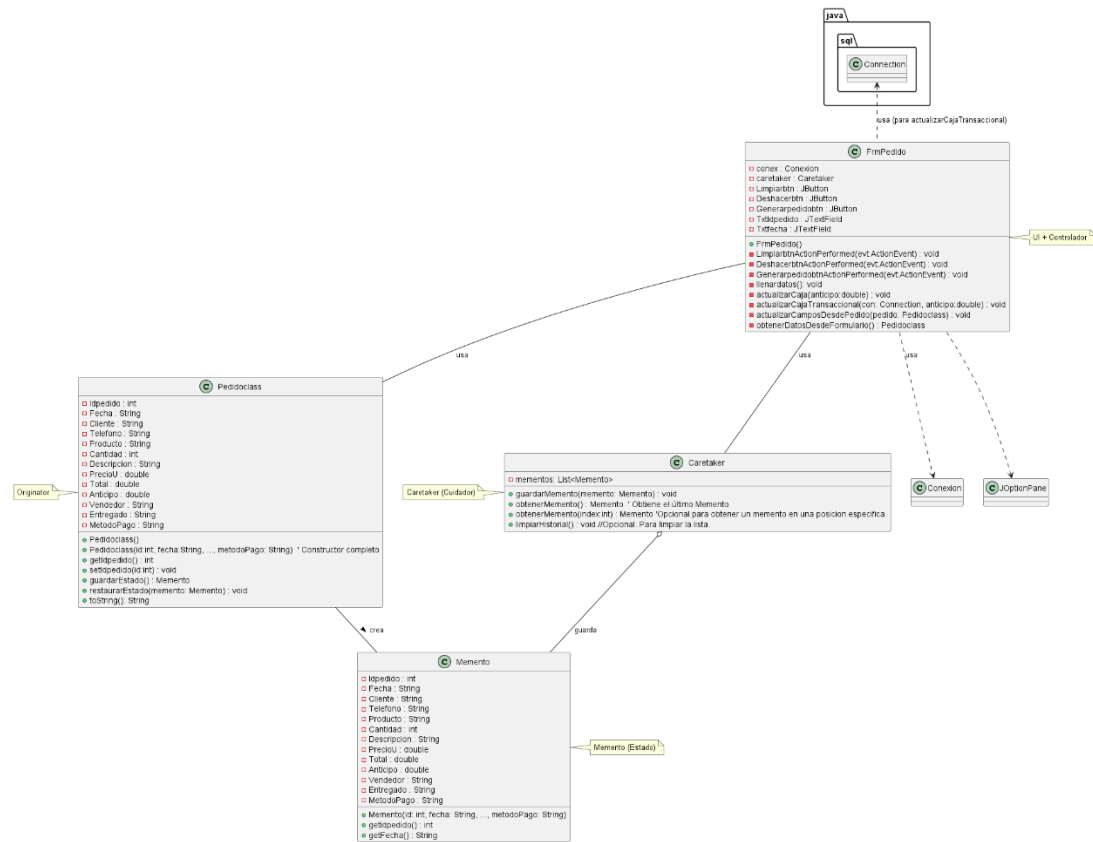 java
sql
C Connection
usa (para actualizarCajaTransaccional)
C FrmPedido
conex : Conexion
caretaker : Caretaker
Limpiarbtn : JButton
Deshacerbtn : JButton
Generarpedidobtn : JButton
TxtIdpedido : JTextField
Txtfecha : JTextField
FrmPedido()
LimpiarbtnActionPerformed(evt:ActionEvent) : void
DeshacerbtnActionPerformed(evt:ActionEvent) : void
GenerarpedidobtnActionPerformed(evt:ActionEvent) : void
llenardatos(): void
actualizarCaja(anticipo:double) : void
actualizarCajaTransaccional(con: Connection, anticipo:double) : void
actualizarCamposDesdePedido(pedido: Pedidoclass) : void
obtenerDatosDesdeFormulario() : Pedidoclass
UI + Controlador
usa
usa
usa
C Pedidoclass
Idpedido : int
Fecha : String
Cliente : String
Telefono : String
Producto : String
Cantidad : int
Descripcion : String
PrecioU : double
Total : double
Anticipo : double
Vendedor : String
Entregado : String
MetodoPago : String
Pedidoclass()
Pedidoclass(id:int, fecha:String, ..., metodoPago: String) ' Constructor completo
getIdpedido() : int
setIdpedido(id:int) : void
guardarEstado() : Memento
restaurarEstado(memento: Memento) : void
toString(): String
Originator
C Caretaker
mementos: List<Memento>
guardarMemento(memento: Memento) : void
obtenerMemento() : Memento ' Obtiene el último Memento
obtenerMemento(index:int) : Memento 'Opcional para obtener un memento en una posicion especifica.
limpiarHistorial() : void //Opcional. Para limpiar la lista.
Caretaker (Cuidador)
C Conexion
C JOptionPane
crea
guarda
C Memento
Idpedido : int
Fecha : String
Cliente : String
Telefono : String
Producto : String
Cantidad : int
Descripcion : String
PrecioU : double
Total : double
Anticipo : double
Vendedor : String
Entregado : String
MetodoPago : String
Memento(id: int, fecha: String, ..., metodoPago: String)
getIdpedido() : int
getFecha() : String
Memento (Estado)